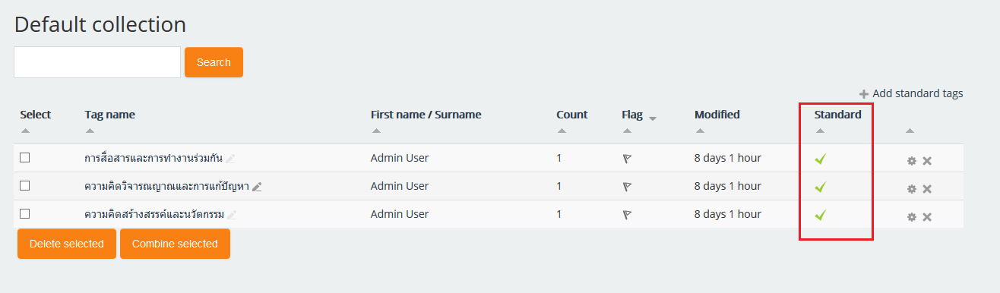 Default collection
Search
Add standard tags
Select Tag name First name / Surname Count Flag Modified Standard
การสื่อสารและการทำงานร่วมกัน Admin User 1 8 days 1 hour
ความคิดวิจารณญาณและการแก้ปัญหา Admin User 1 8 days 1 hour
ความคิดสร้างสรรค์และนวัตกรรม Admin User 1 8 days 1 hour
Delete selected Combine selected